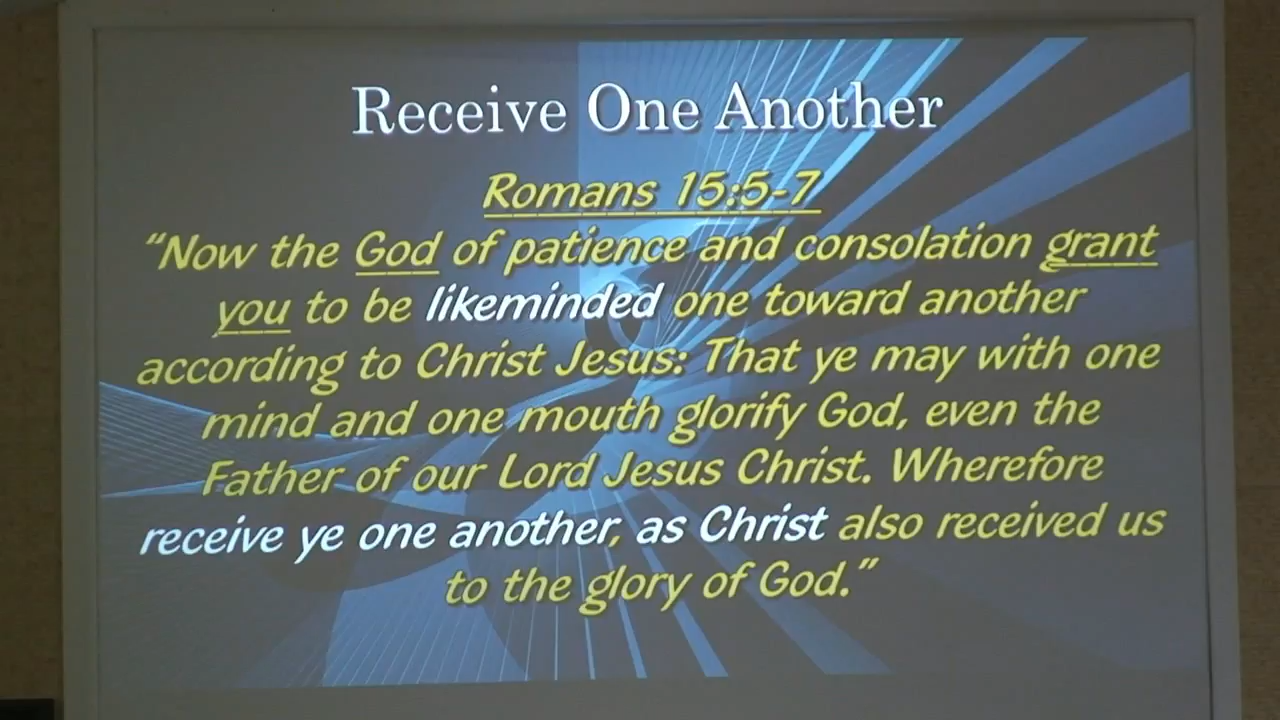 Receive One Another
Romans 15:5-7
“Now the God of patience and consolation grant
you to be likeminded one toward another
according to Christ Jesus: That ye may with one
mind and one mouth glorify God, even the
Father of our Lord Jesus Christ. Wherefore
receive ye one another, as Christ also received us
to the glory of God.”